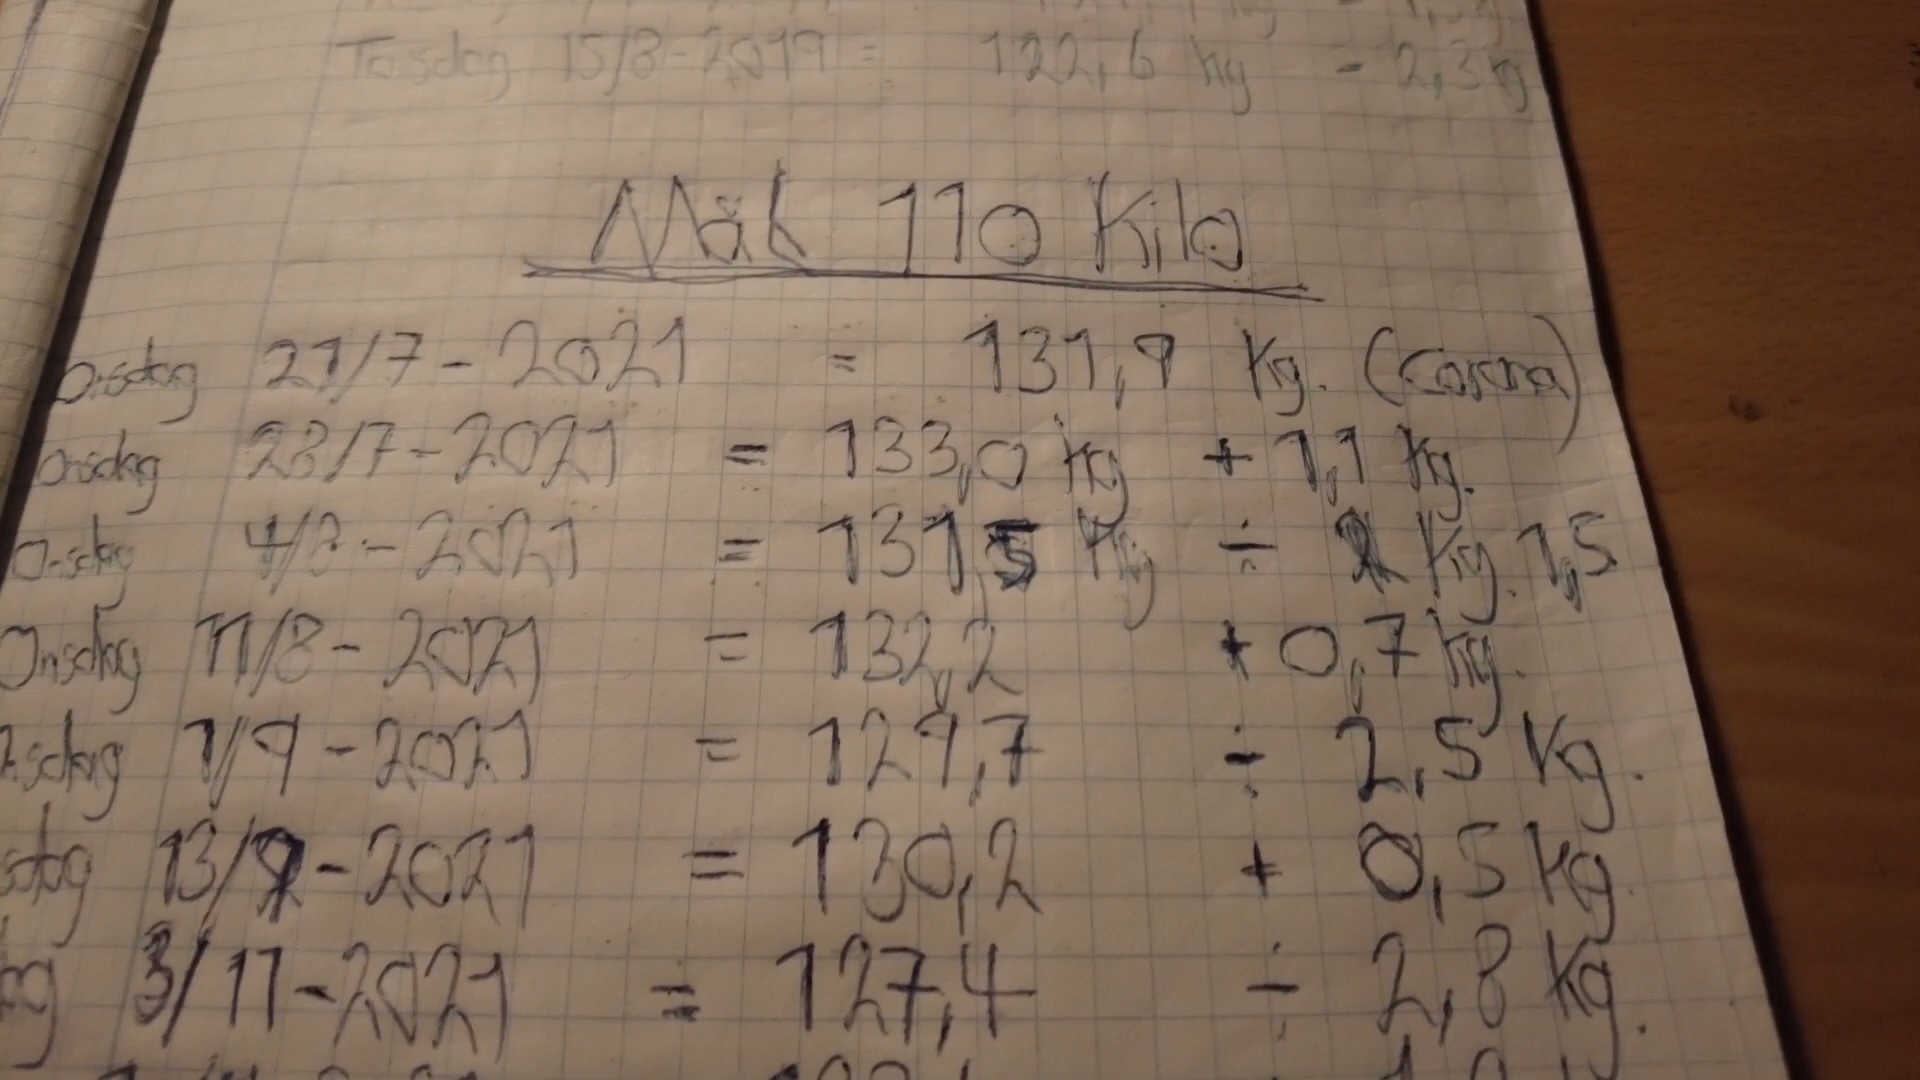 Torsdag 15/8-2019 = 122,6 kg - 2,3 kg
Mål 110 Kilo
Onsdag 21/7-2021 = 131,9 Kg. (Corona)
Onsdag 28/7-2021 = 133,0 kg + 1,1 kg.
Onsdag 4/8-2021 = 131,5 Kg ÷ Kg. 1,5
Onsdag 11/8-2021 = 132,2 + 0,7 kg.
1/9-2021 = 129,7 ÷ 2,5 Kg.
13/9-2021 = 130,2 + 0,5 Kg.
3/11-2021 = 127,4 ÷ 2,8 Kg.